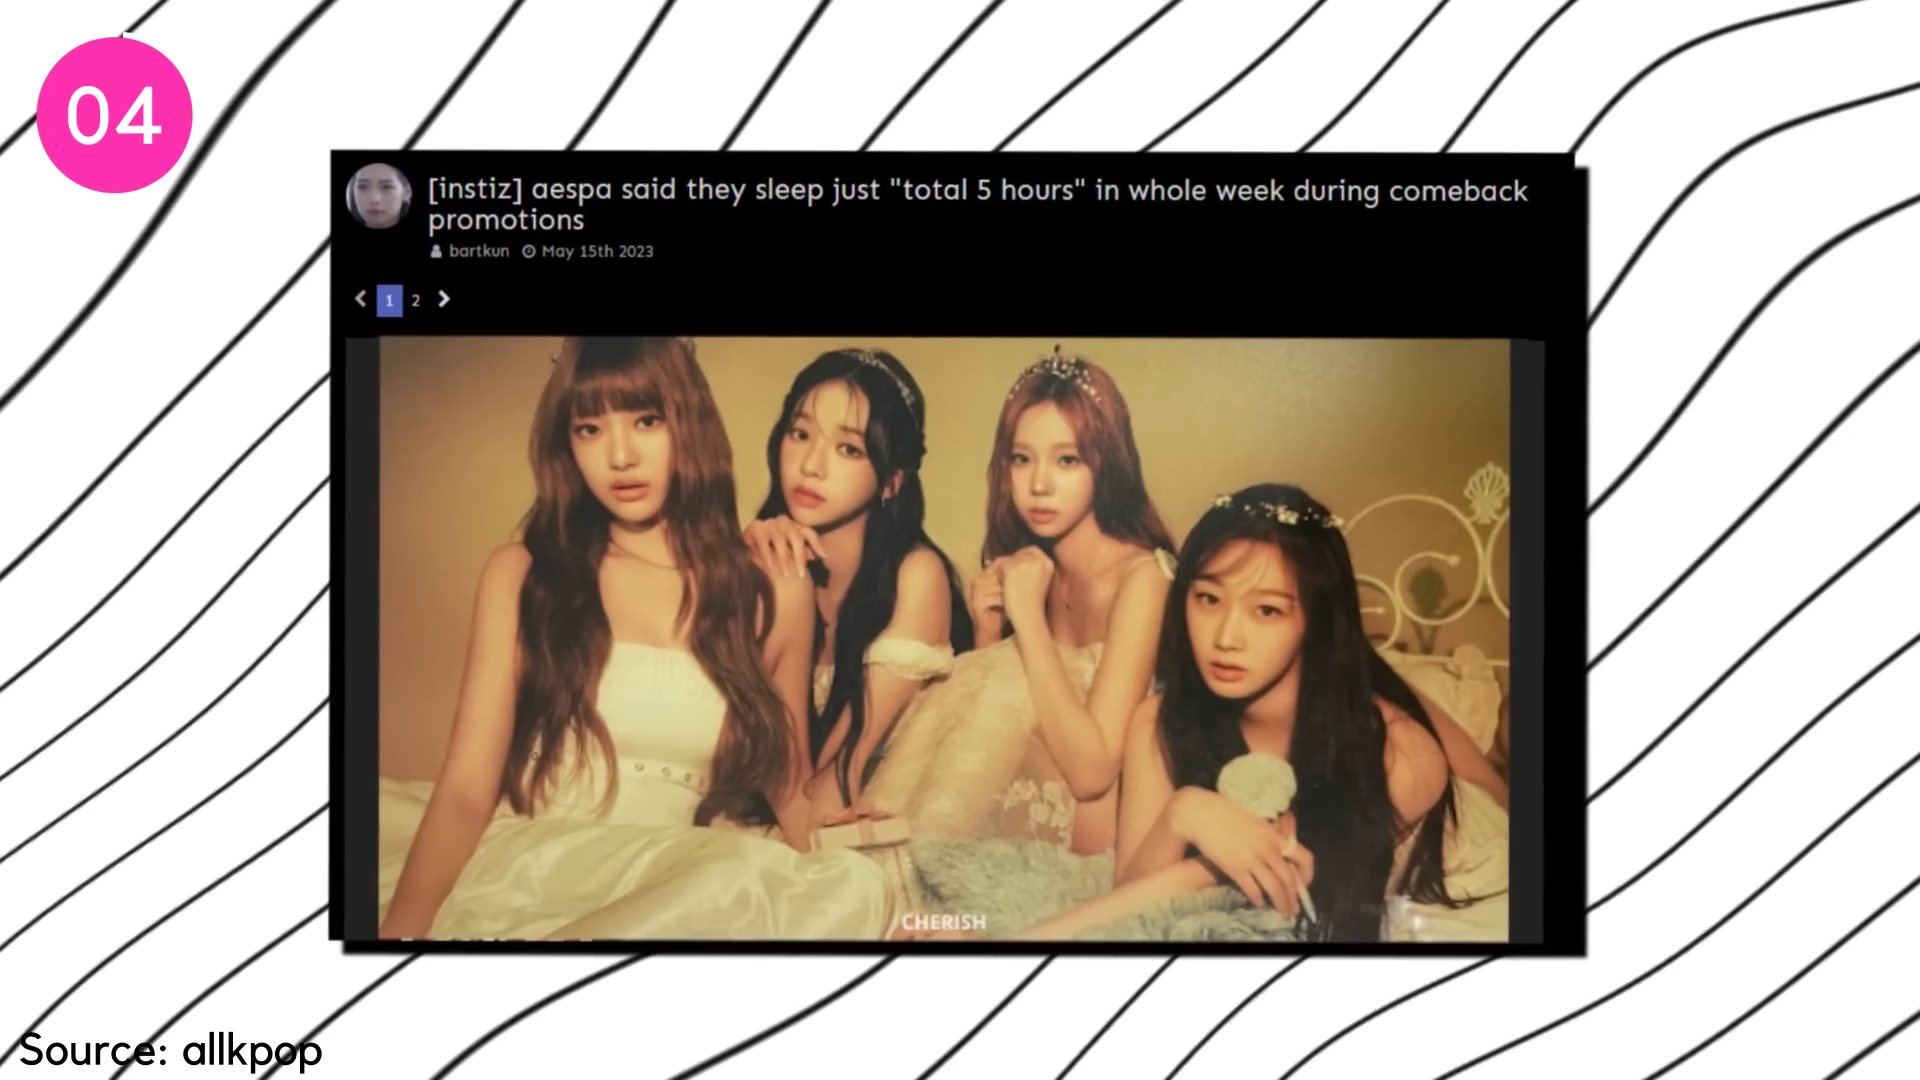 04
[instiz] aespa said they sleep just "total 5 hours" in whole week during comeback
promotions
bartkun May 15th 2023
1 2
CHERISH
Source: allkpop